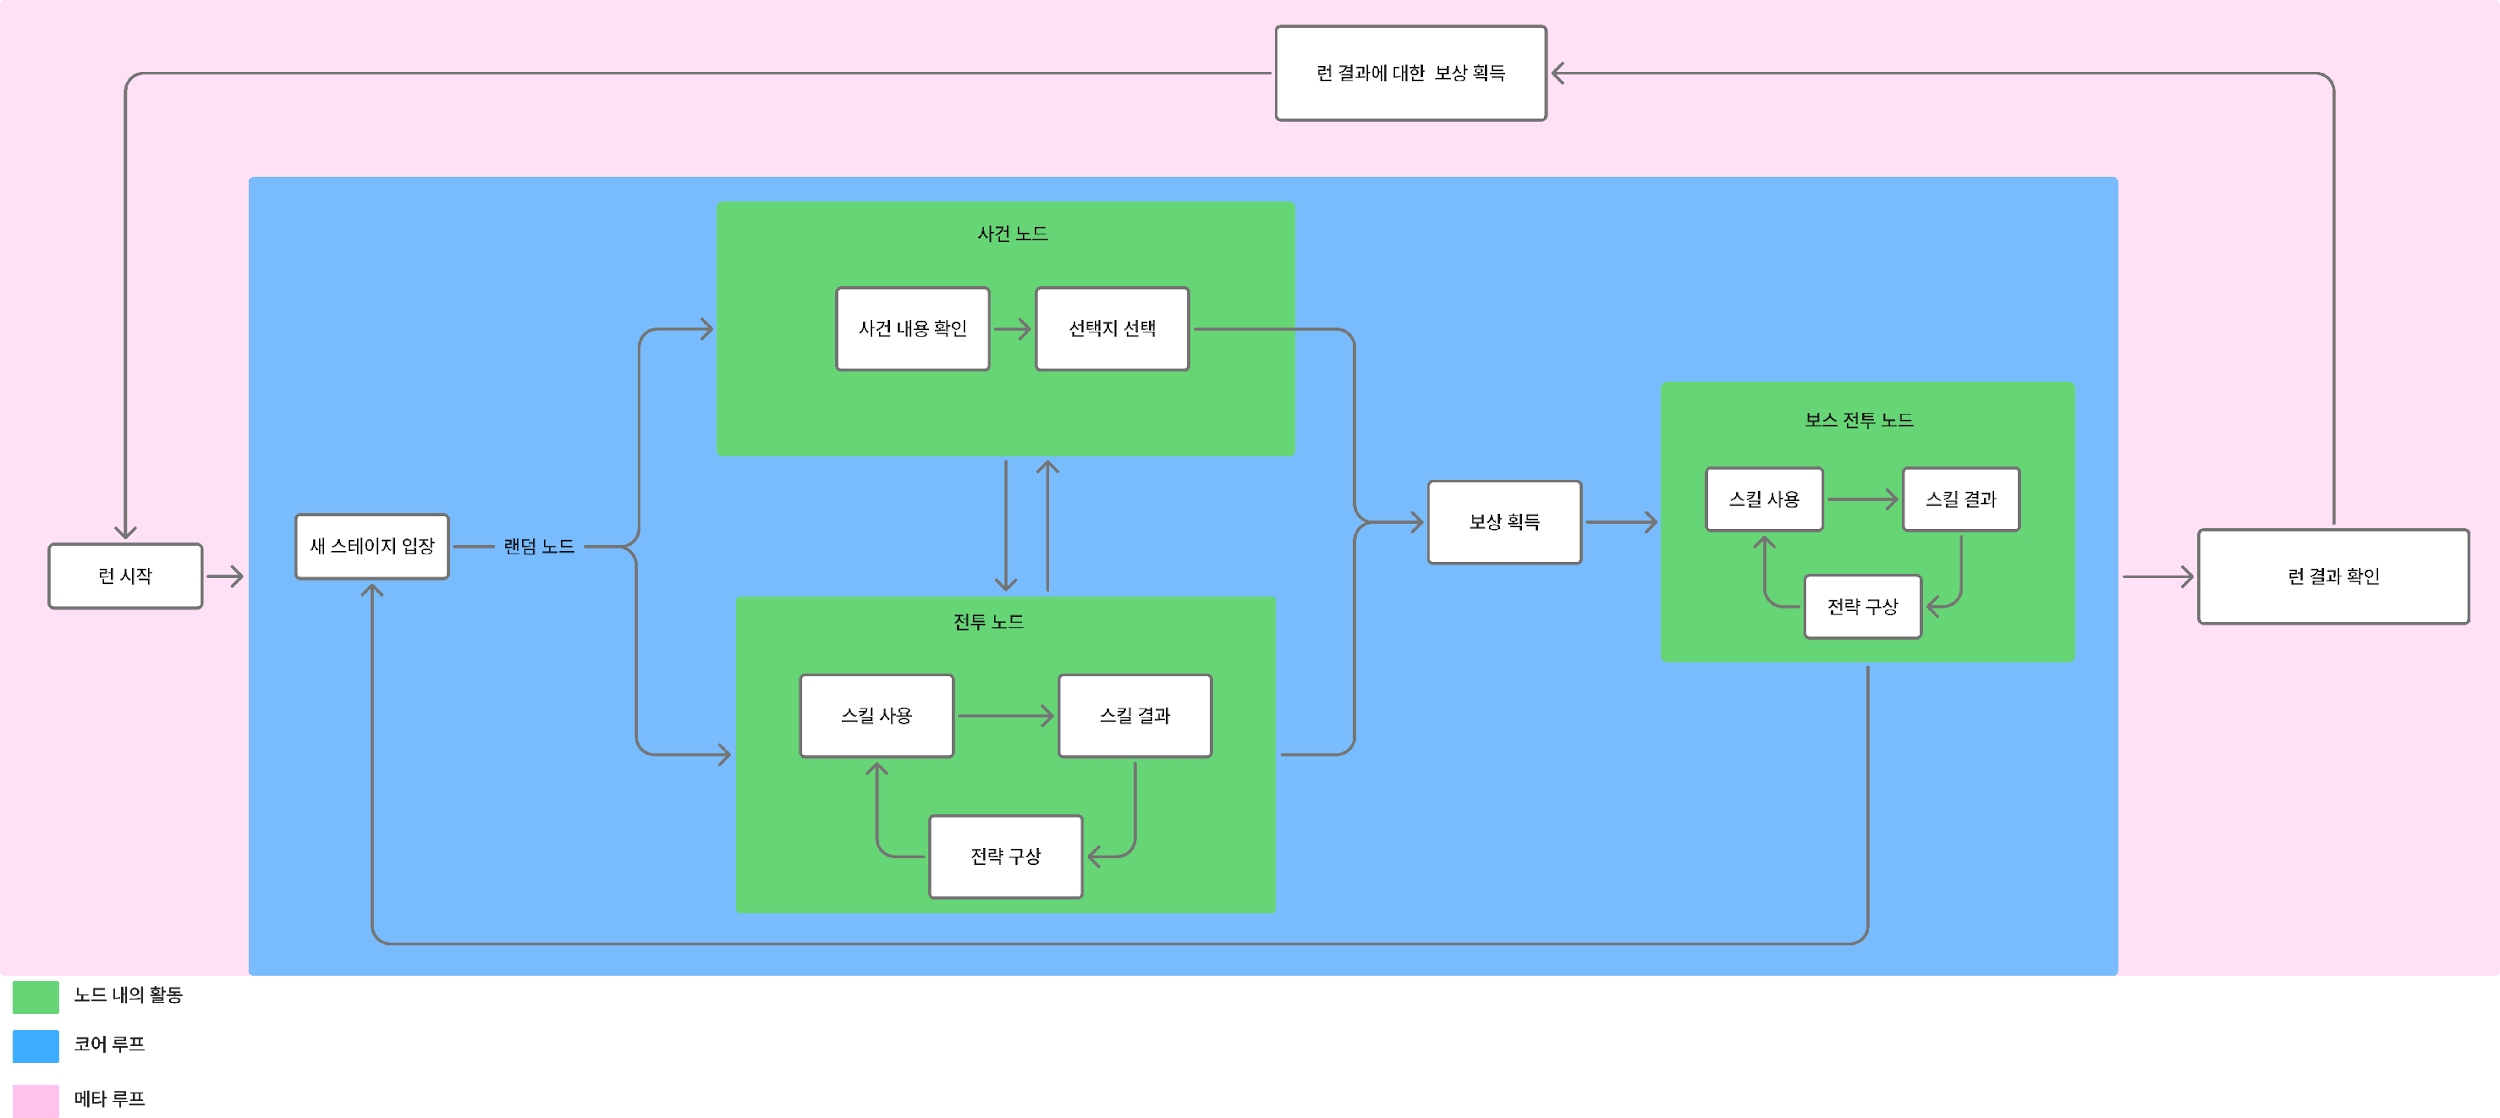 런 결과에 대한 보상 획득
사건 노드
사건 내용 확인
선택지 선택
보스 전투 노드
스킬 사용
스킬 결과
전략 구상
새 스테이지 입장
랜덤 노드
보상 획득
런 시작
런 결과 확인
전투 노드
스킬 사용
스킬 결과
전략 구상
노드 내의 활동
코어 루프
메타 루프